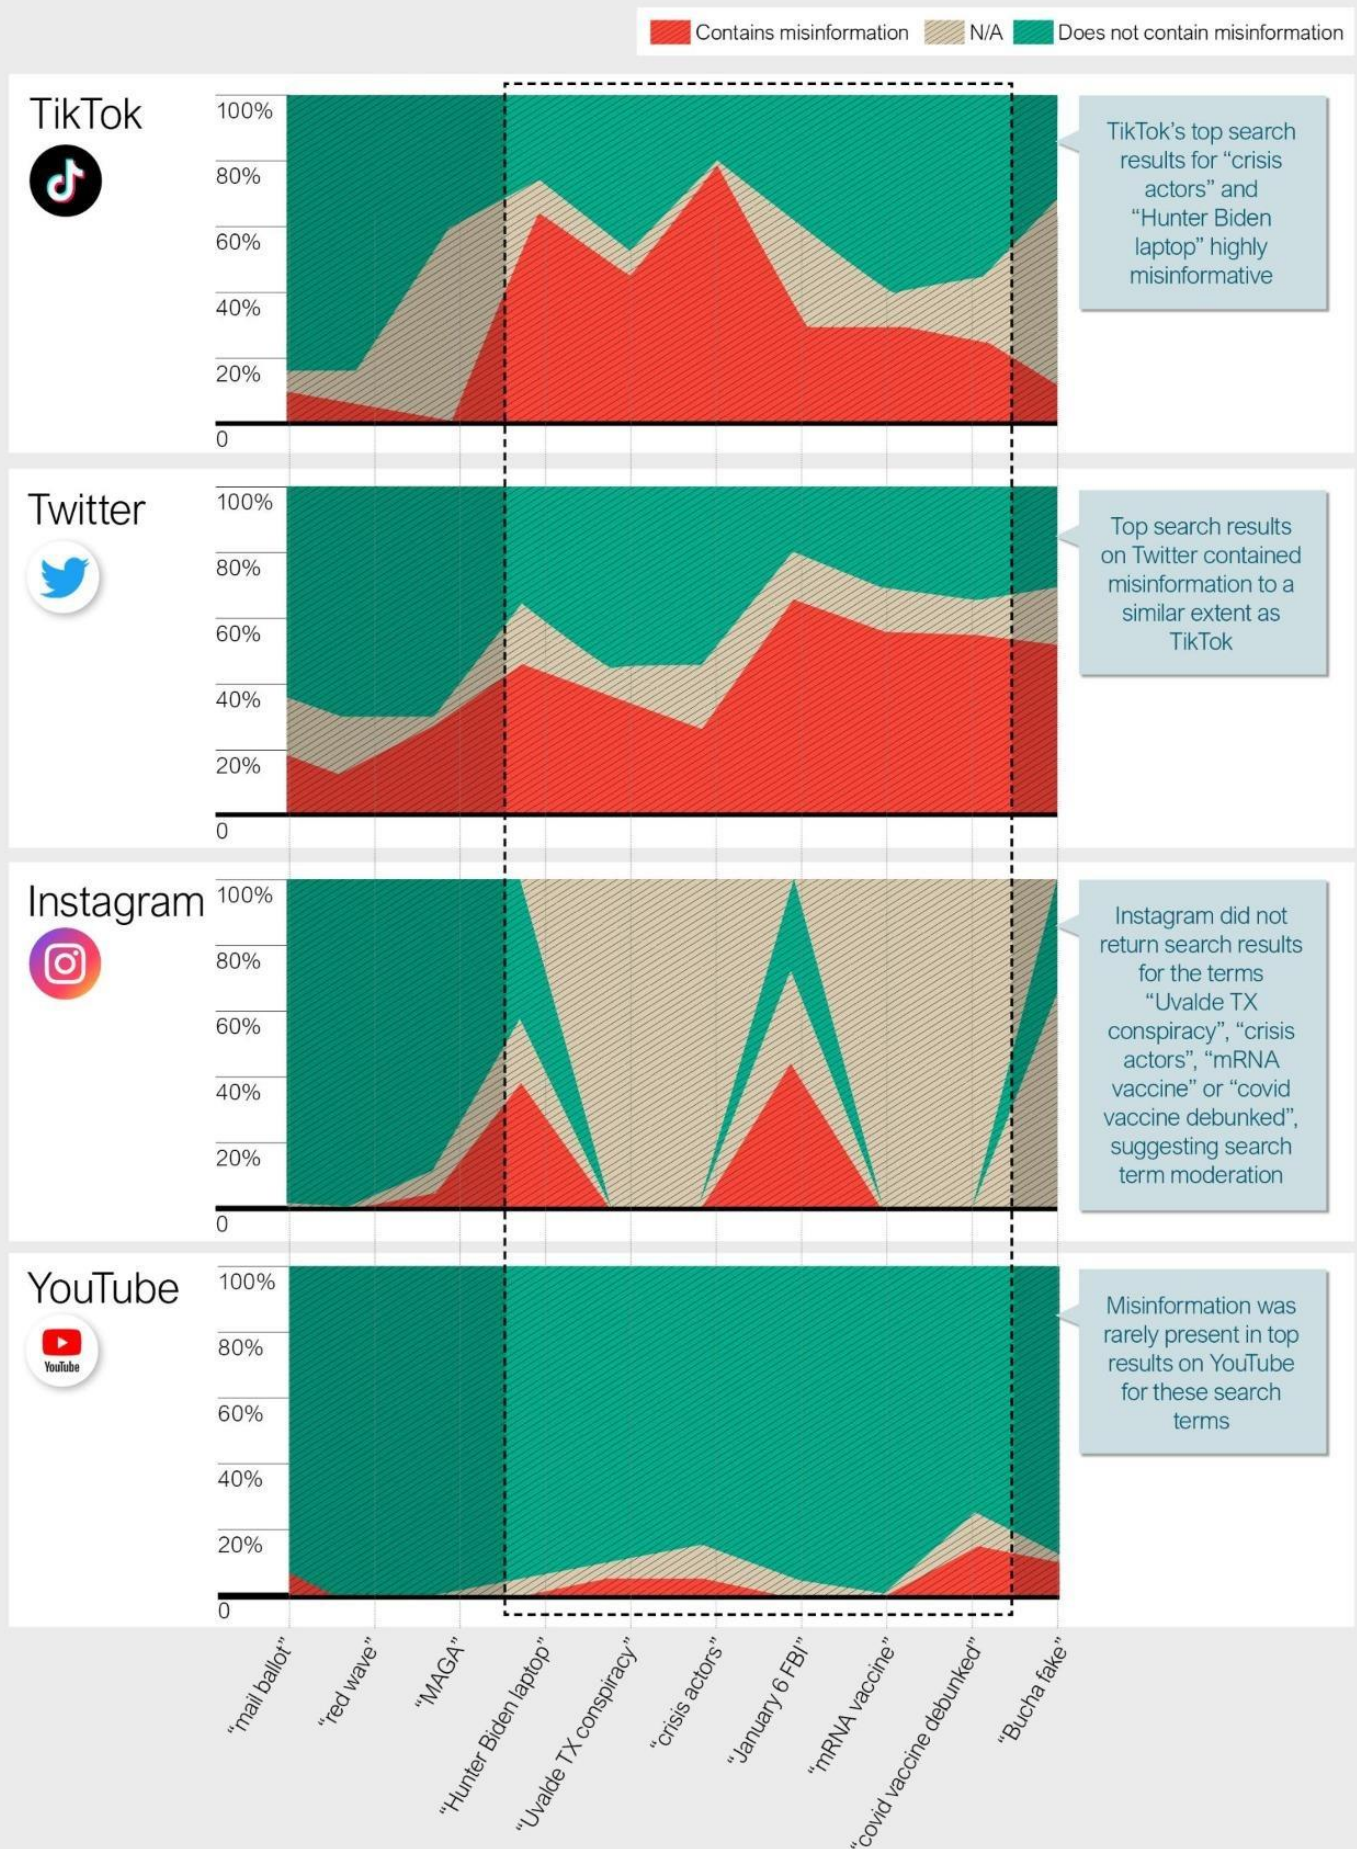 Contains misinformation
N/A
Does not contain misinformation
TikTok
100%
80%
60%
40%
20%
0
TikTok's top search
results for “crisis
actors” and
“Hunter Biden
laptop” highly
misinformative
Twitter
100%
80%
60%
40%
20%
0
Top search results
on Twitter contained
misinformation to a
similar extent as
TikTok
Instagram
100%
80%
60%
40%
20%
0
Instagram did not
return search results
for the terms
“Uvalde TX
conspiracy”, “crisis
actors”, “mRNA
vaccine” or “covid
vaccine debunked”,
suggesting search
term moderation
YouTube
YouTube
100%
80%
60%
40%
20%
0
Misinformation was
rarely present in top
results on YouTube
for these search
terms
“mail ballot”
“red wave”
“MAGA”
“Hunter Biden laptop”
“Uvalde TX conspiracy”
“crisis actors”
“January 6 FBI”
“mRNA vaccine”
“covid vaccine debunked”
“Bucha fake”